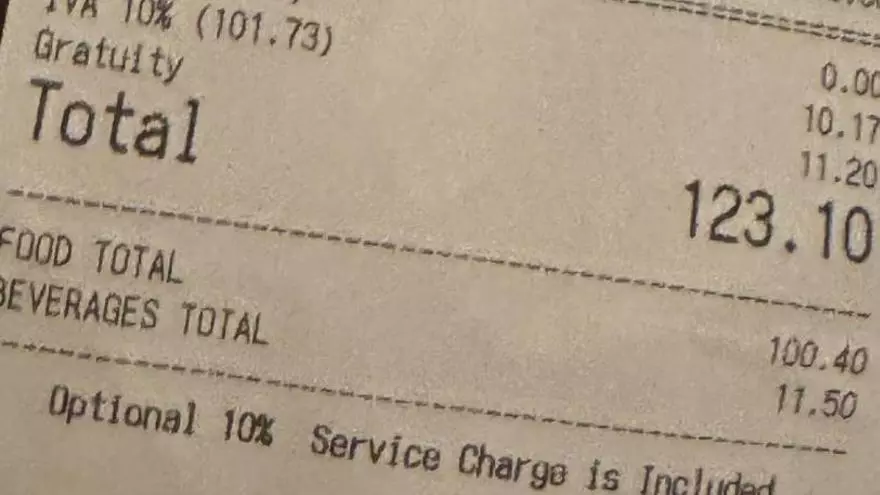 0.00
IVA 10% (101.73) 10.17
Gratuity 11.20
Total 123.10
FOOD TOTAL 100.40
BEVERAGES TOTAL 11.50
Optional 10% Service Charge is Included